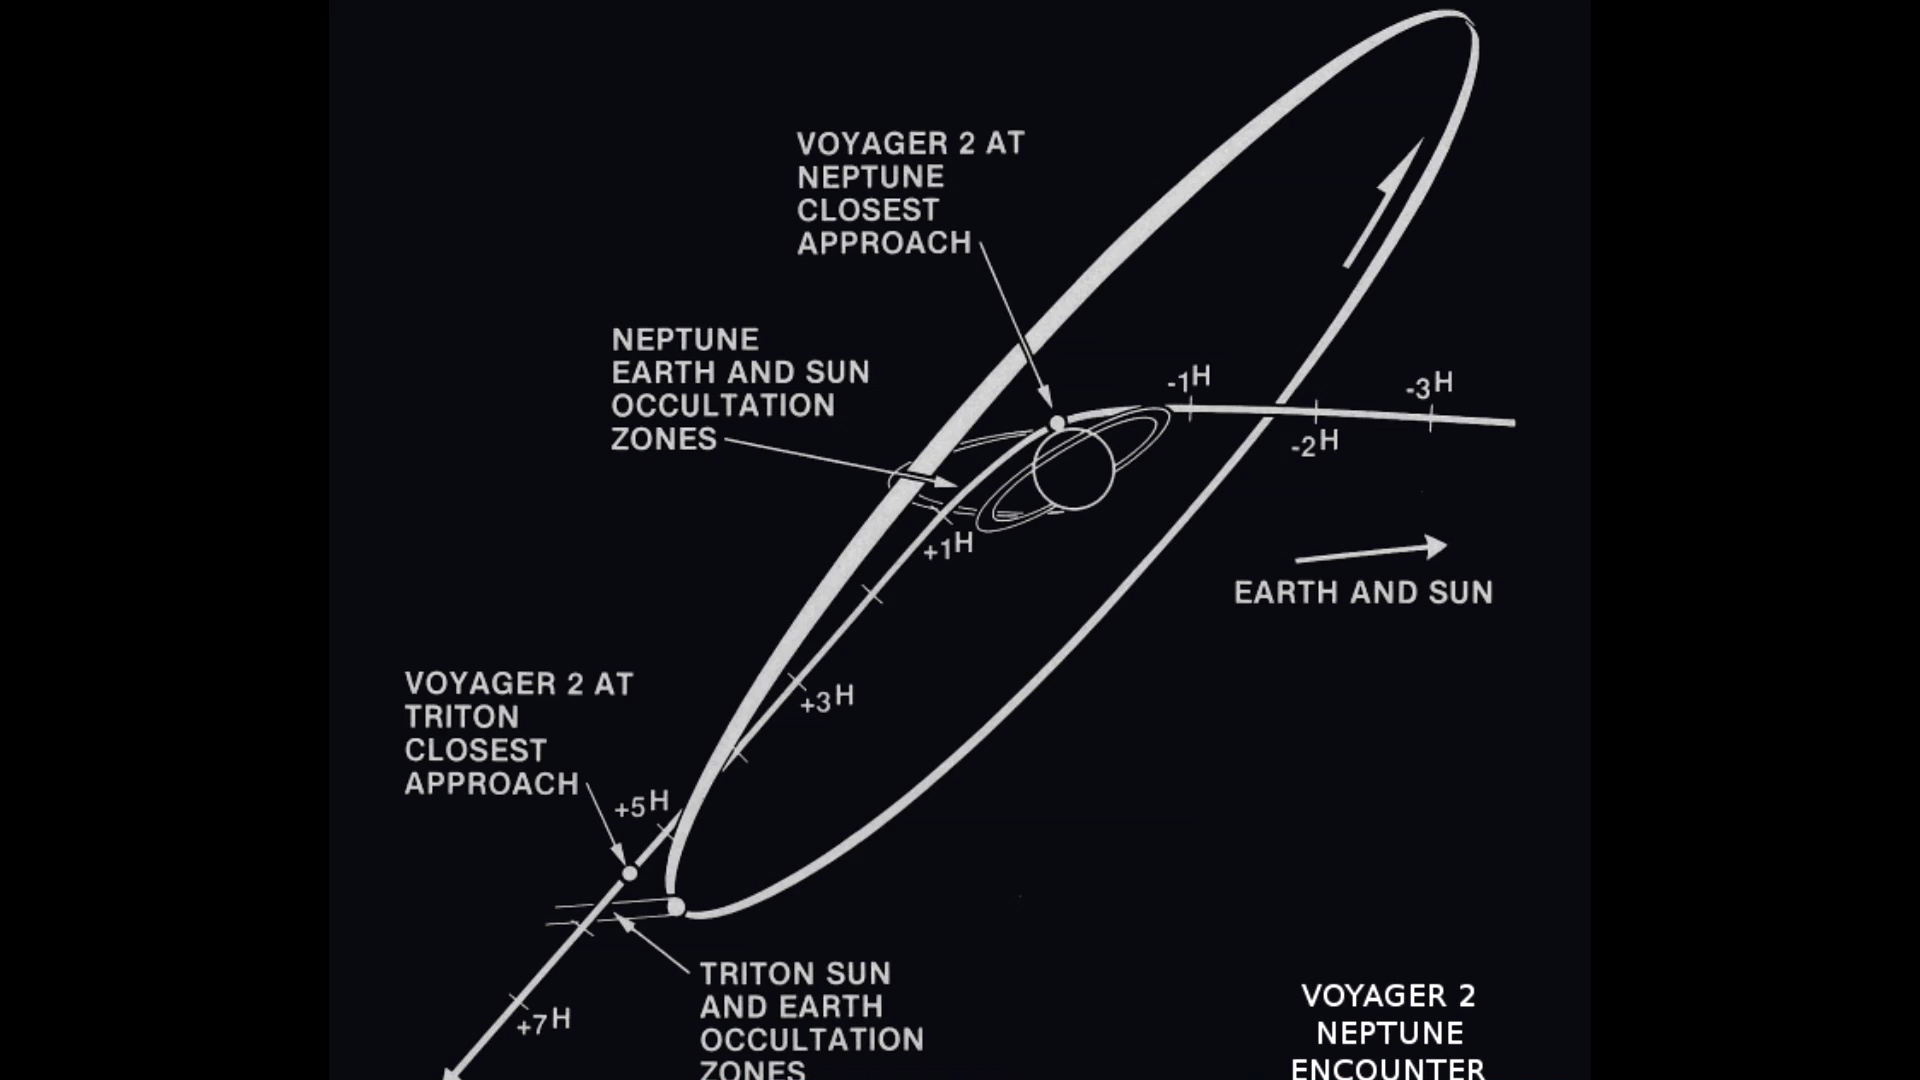 VOYAGER 2 AT
NEPTUNE
CLOSEST
APPROACH
NEPTUNE
EARTH AND SUN
OCCULTATION
ZONES
-1H
-2H
-3H
+1H
EARTH AND SUN
+3H
VOYAGER 2 AT
TRITON
CLOSEST
APPROACH
+5H
+7H
TRITON SUN
AND EARTH
OCCULTATION
ZONES
VOYAGER 2
NEPTUNE
ENCOUNTER